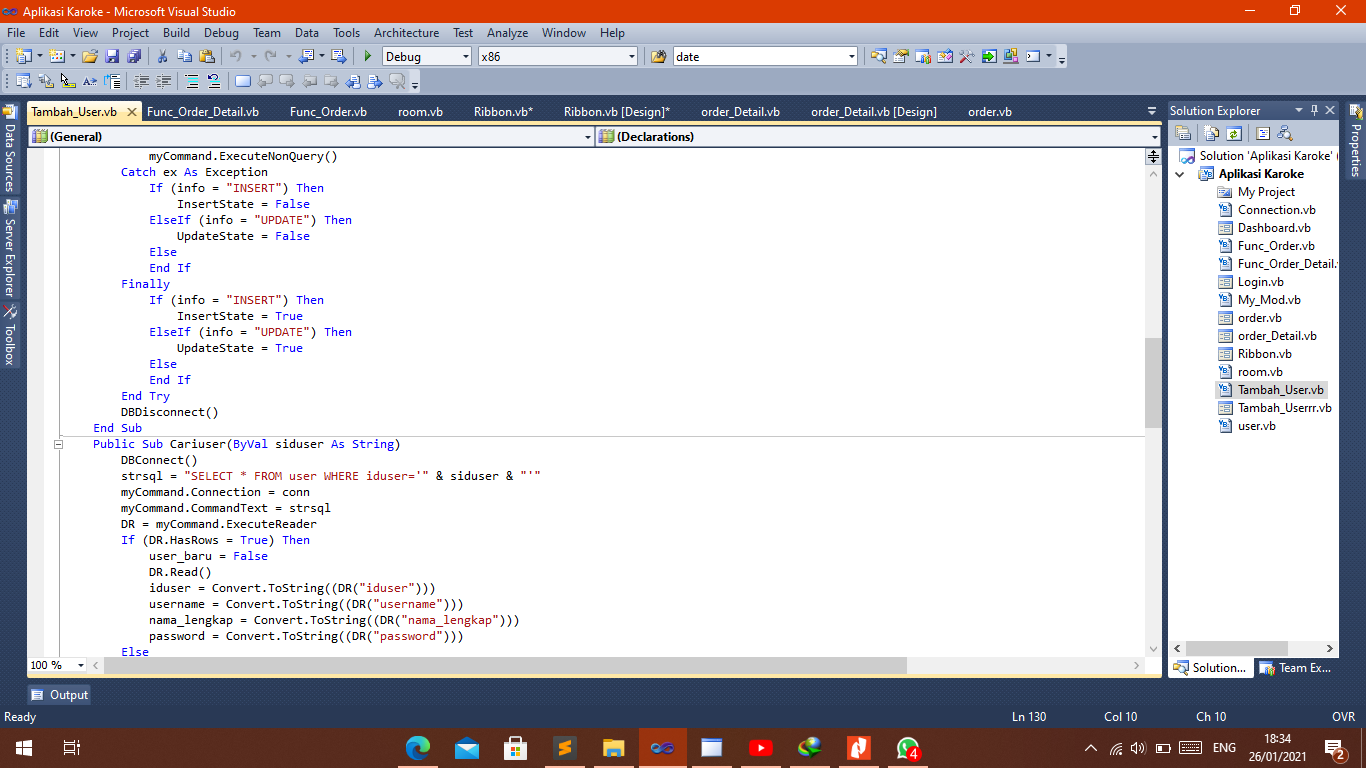 Aplikasi Karoke - Microsoft Visual Studio
File Edit View Project Build Debug Team Data Tools Architecture Test Analyze Window Help
Debug x86 date
Tambah_User.vb Func_Order_Detail.vb Func_Order.vb room.vb Ribbon.vb* Ribbon.vb [Design]* order_Detail.vb order_Detail.vb [Design] order.vb
(General) (Declarations)
myCommand.ExecuteNonQuery()
Catch ex As Exception
If (info = "INSERT") Then
InsertState = False
ElseIf (info = "UPDATE") Then
UpdateState = False
Else
End If
Finally
If (info = "INSERT") Then
InsertState = True
ElseIf (info = "UPDATE") Then
UpdateState = True
Else
End If
End Try
DBDisconnect()
End Sub
Public Sub Cariuser(ByVal siduser As String)
DBConnect()
strsql = "SELECT * FROM user WHERE iduser='" & siduser & "'"
myCommand.Connection = conn
myCommand.CommandText = strsql
DR = myCommand.ExecuteReader
If (DR.HasRows = True) Then
user_baru = False
DR.Read()
iduser = Convert.ToString((DR("iduser")))
username = Convert.ToString((DR("username")))
nama_lengkap = Convert.ToString((DR("nama_lengkap")))
password = Convert.ToString((DR("password")))
Else
100 %
Data Sources
Server Explorer
Toolbox
Solution Explorer
Solution 'Aplikasi Karoke' (
Aplikasi Karoke
My Project
Connection.vb
Dashboard.vb
Func_Order.vb
Func_Order_Detail.
Login.vb
My_Mod.vb
order.vb
order_Detail.vb
Ribbon.vb
room.vb
Tambah_User.vb
Tambah_Userrr.vb
user.vb
Solution... Team Ex...
Properties
Output
Ready Ln 130 Col 10 Ch 10 OVR
4 ENG 18:34 2
26/01/2021